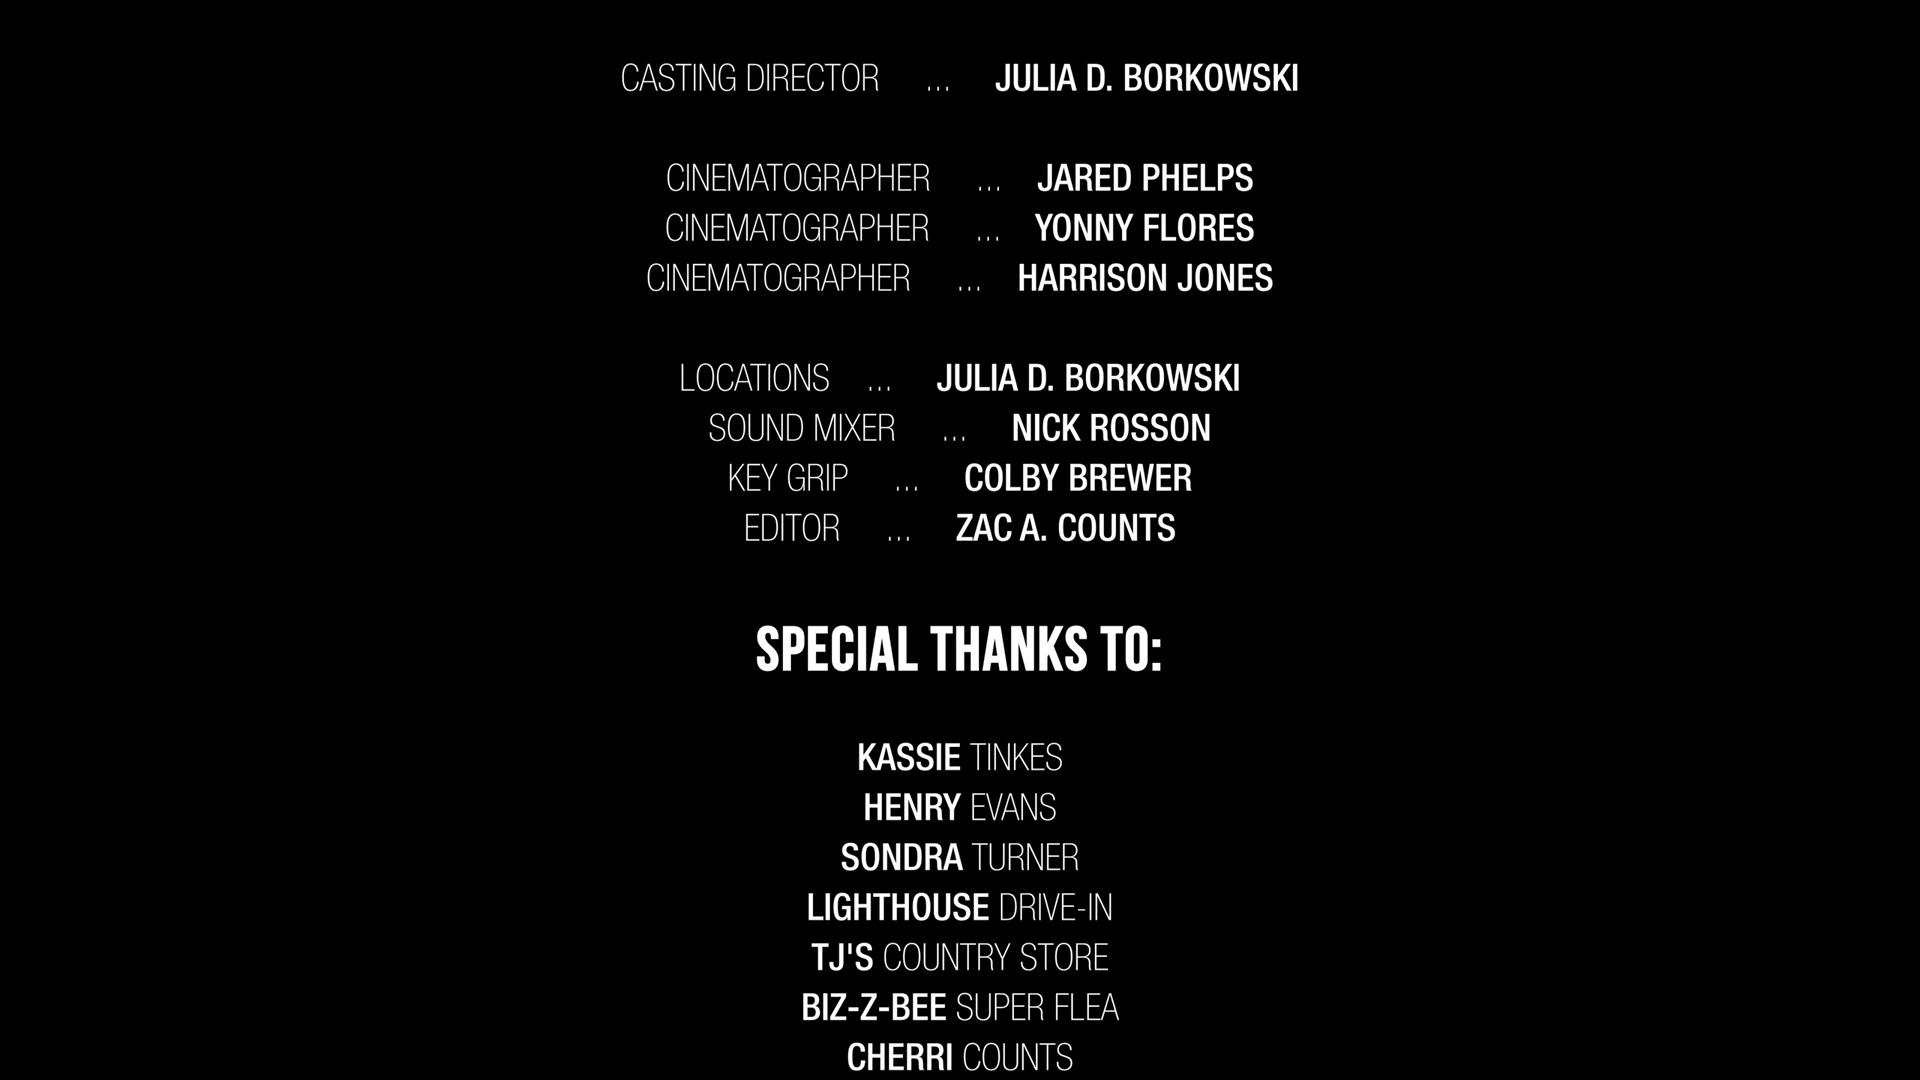 CASTING DIRECTOR ... JULIA D. BORKOWSKI
CINEMATOGRAPHER ... JARED PHELPS
CINEMATOGRAPHER ... YONNY FLORES
CINEMATOGRAPHER ... HARRISON JONES
LOCATIONS ... JULIA D. BORKOWSKI
SOUND MIXER ... NICK ROSSON
KEY GRIP ... COLBY BREWER
EDITOR ... ZAC A. COUNTS
SPECIAL THANKS TO:
KASSIE TINKES
HENRY EVANS
SONDRA TURNER
LIGHTHOUSE DRIVE-IN
TJ'S COUNTRY STORE
BIZ-Z-BEE SUPER FLEA
CHERRI COUNTS